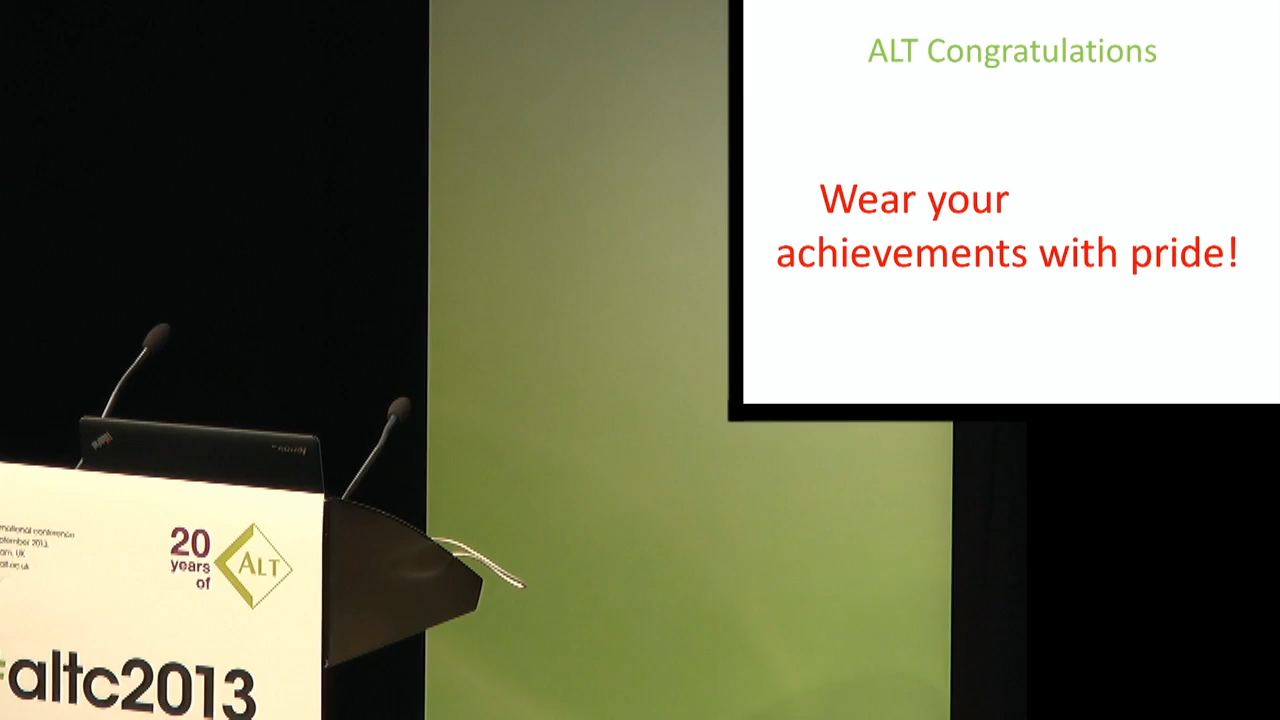 ALT Congratulations
Wear your
achievements with pride!
20
years
of
ALT
altc2013